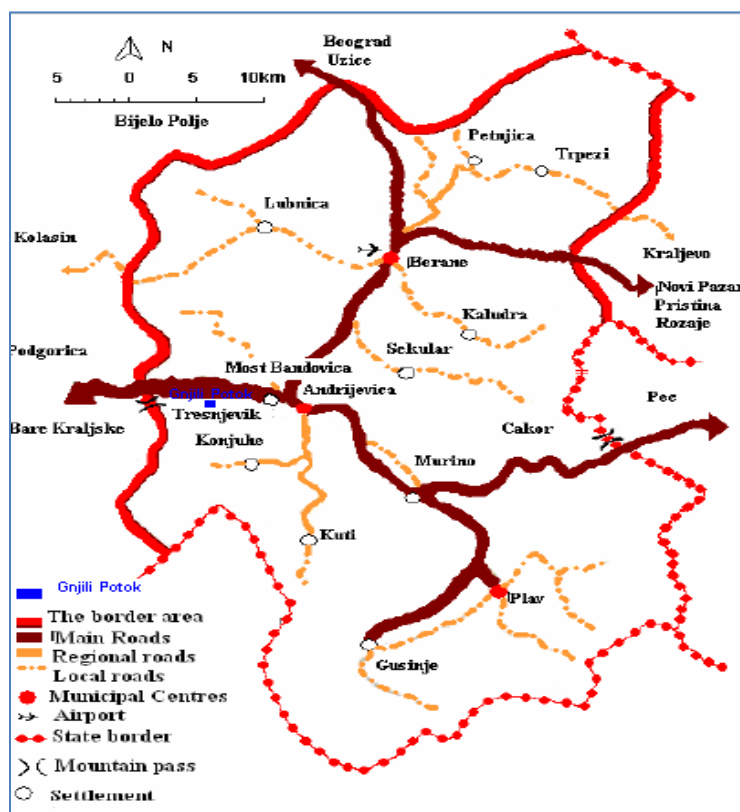 Beograd
Uzice
N
5 0 5 10km
Bijelo Polje
Petnjica
Trpezi
Lubnica
Kolasin
Kraljevo
Berane
Novi Pazar
Pristina
Rozaje
Kaludra
Sekular
Podgorica
Most Bandovica
Gnjili Potok
Andrijevica
Tresnjevik
Bare Kraljske
Pec
Cakor
Konjuhe
Murino
Kuti
Plav
Gusinje
Gnjili Potok
The border area
Main Roads
Regional roads
Local roads
Municipal Centres
Airport
State border
Mountain pass
Settlement